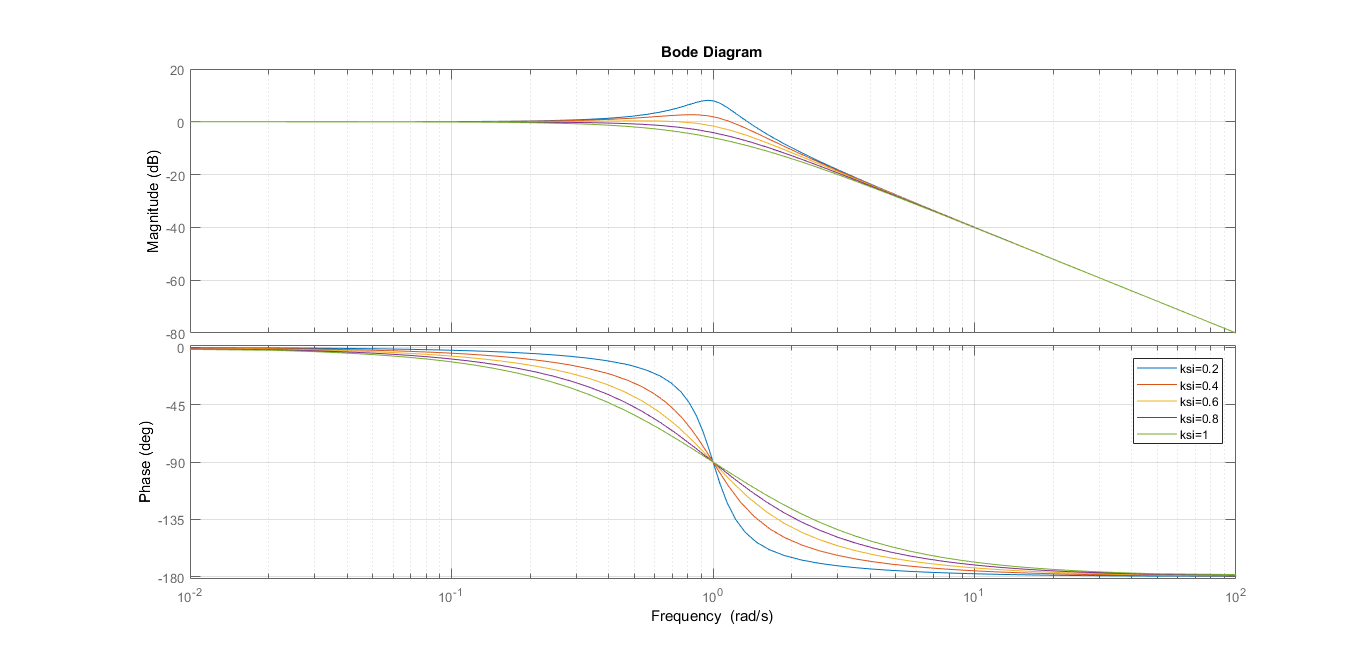 Bode Diagram
Magnitude (dB)
20
0
-20
-40
-60
-80
Phase (deg)
0
-45
-90
-135
-180
ksi=0.2
ksi=0.4
ksi=0.6
ksi=0.8
ksi=1
10^-2 10^-1 10^0 10^1 10^2
Frequency (rad/s)